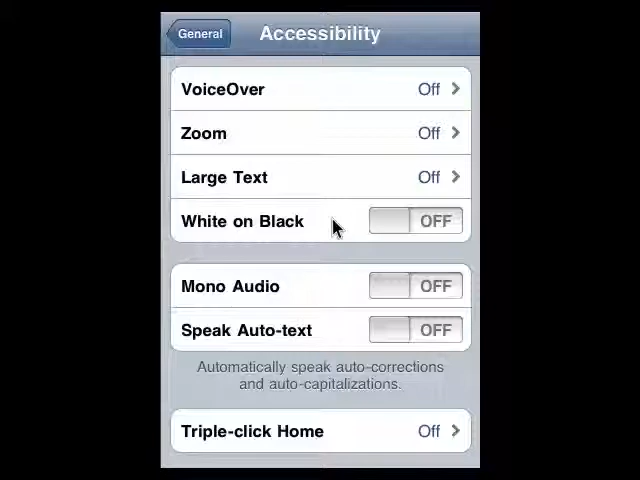 General
Accessibility
VoiceOver Off
Zoom Off
Large Text Off
White on Black OFF
Mono Audio OFF
Speak Auto-text OFF
Automatically speak auto-corrections
and auto-capitalizations.
Triple-click Home Off